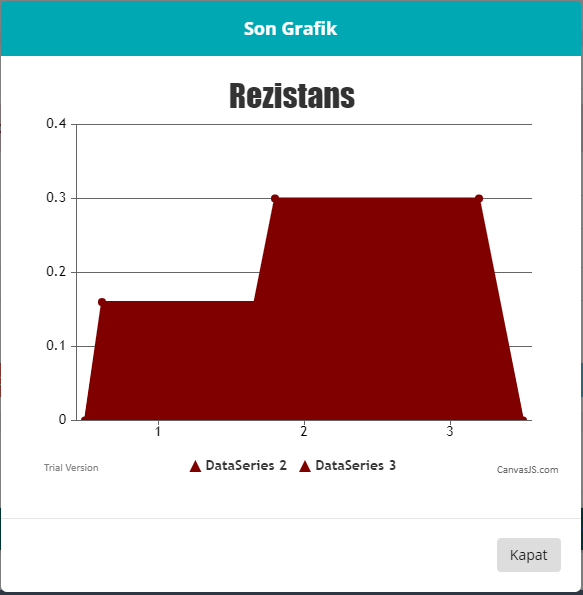 Son Grafik
Rezistans
0.4
0.3
0.2
0.1
0
1 2 3
▲ DataSeries 2 ▲ DataSeries 3
Trial Version
CanvasJS.com
Kapat